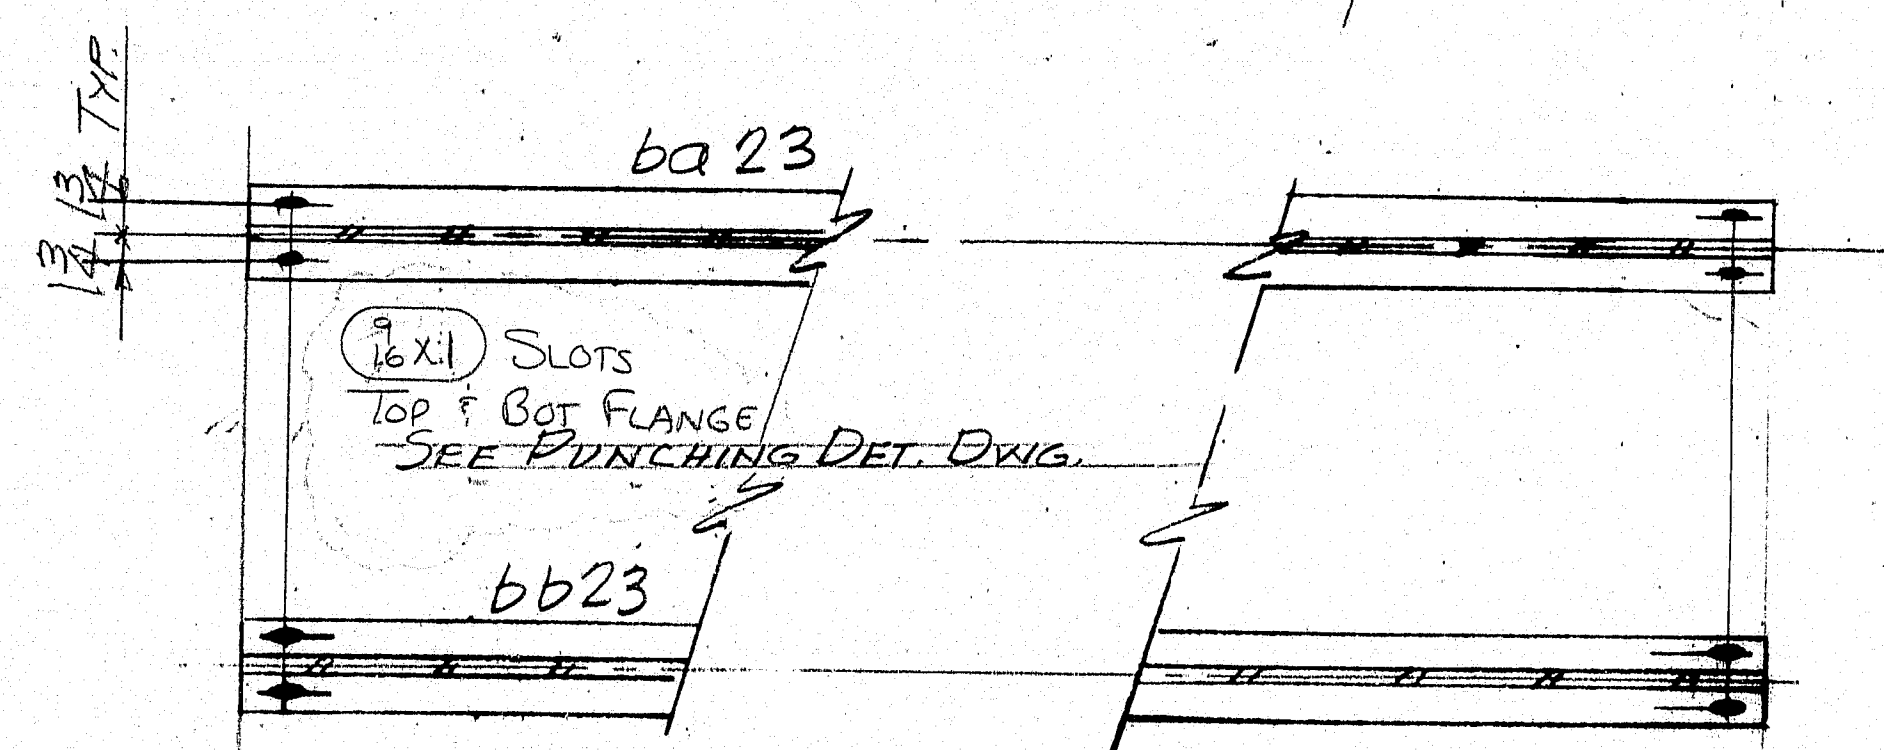 1 3/4 1 3/4 TYP.
ba 23
9/16 X 1 SLOTS
TOP & BOT FLANGE
SEE PUNCHING DET. DWG.
bb23